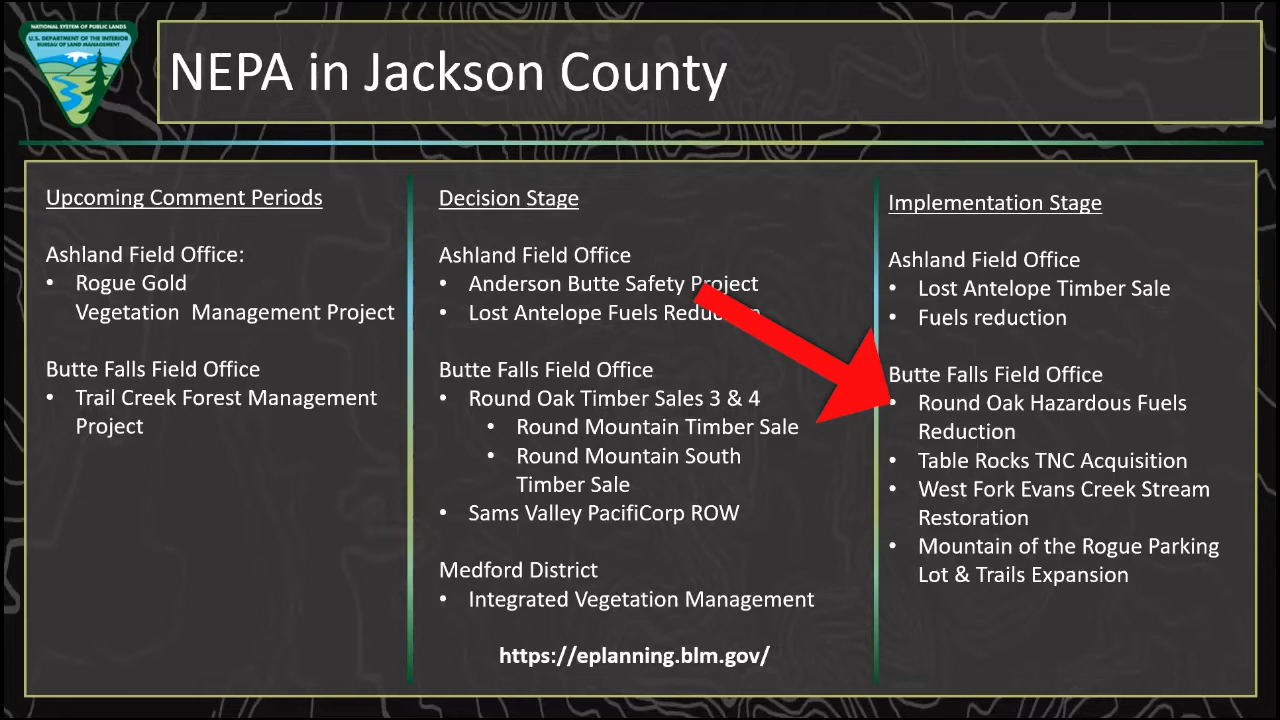 NATIONAL SYSTEM OF PUBLIC LANDS
U.S. DEPARTMENT OF THE INTERIOR
BUREAU OF LAND MANAGEMENT
NEPA in Jackson County
Upcoming Comment Periods
Ashland Field Office:
• Rogue Gold
Vegetation Management Project
Butte Falls Field Office
• Trail Creek Forest Management
Project
Decision Stage
Ashland Field Office
• Anderson Butte Safety Project
• Lost Antelope Fuels
Butte Falls Field Office
• Round Oak Timber Sales 3 & 4
• Round Mountain Timber Sale
• Round Mountain South
Timber Sale
• Sams Valley PacifiCorp ROW
Medford District
• Integrated Vegetation Management
https://eplanning.blm.gov/
Implementation Stage
Ashland Field Office
• Lost Antelope Timber Sale
• Fuels reduction
Butte Falls Field Office
• Round Oak Hazardous Fuels
Reduction
• Table Rocks TNC Acquisition
• West Fork Evans Creek Stream
Restoration
• Mountain of the Rogue Parking
Lot & Trails Expansion